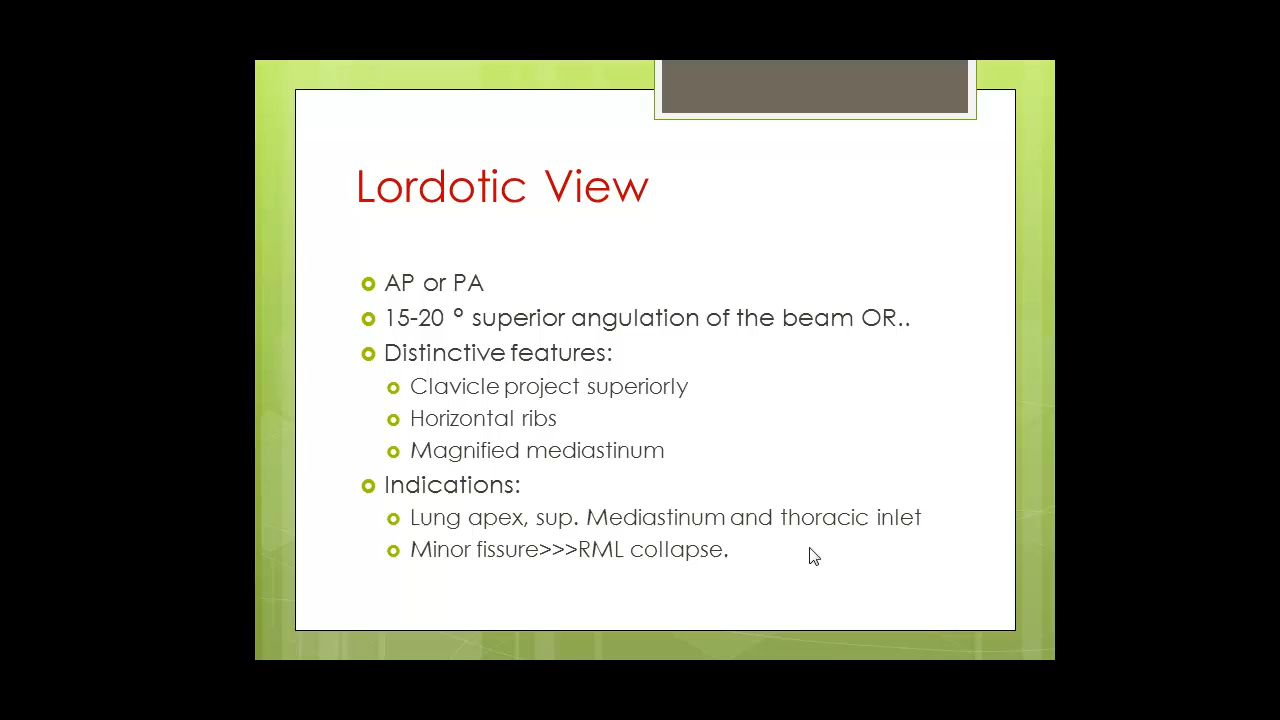 Lordotic View
AP or PA
15-20 ° superior angulation of the beam OR..
Distinctive features:
Clavicle project superiorly
Horizontal ribs
Magnified mediastinum
Indications:
Lung apex, sup. Mediastinum and thoracic inlet
Minor fissure>>>RML collapse.